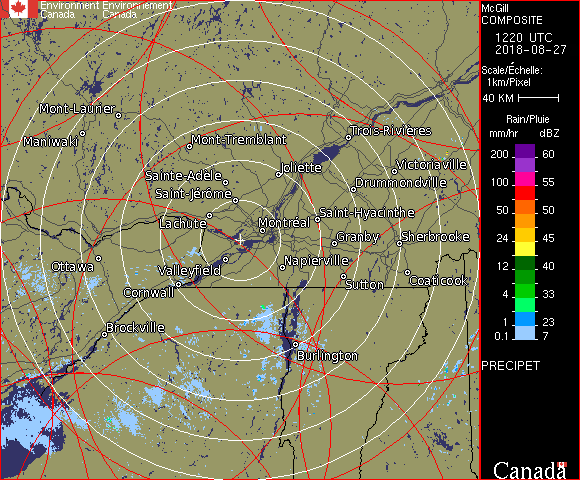 Environment Environnement
Canada Canada
McGill
COMPOSITE
1220 UTC
2018-08-27
Scale/Échelle:
1km/Pixel
40 KM
Rain/Pluie
mm/hr dBZ
200 60
100 55
50 50
24 45
12 40
4 33
1 23
0.1 7
PRECIPET
Canada
Mont-Laurier
Maniwaki
Mont-Tremblant
Trois-Rivières
Joliette
Victoriaville
Sainte-Adèle
Drummondville
Saint-Jérôme
Saint-Hyacinthe
Lachute
Montréal
Granby
Sherbrooke
Ottawa
Valleyfield
Napierville
Cornwall
Sutton
Coaticook
Brockville
Burlington